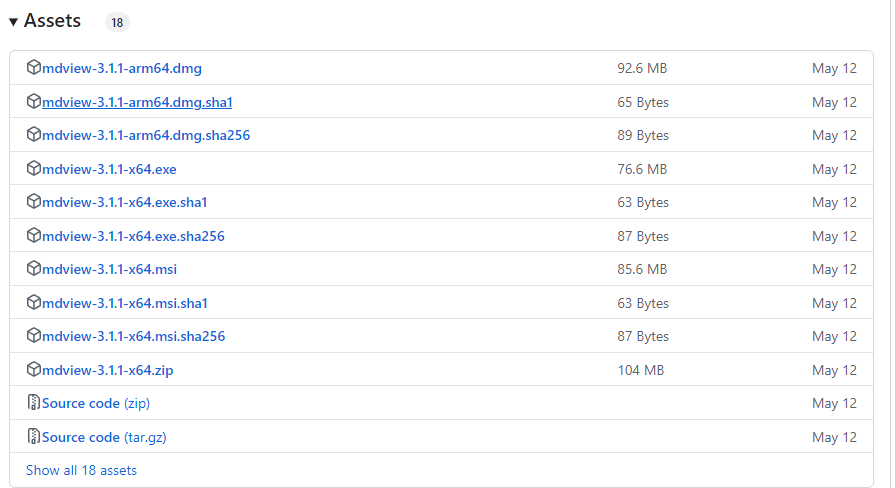 Assets 18
mdview-3.1.1-arm64.dmg 92.6 MB May 12
mdview-3.1.1-arm64.dmg.sha1 65 Bytes May 12
mdview-3.1.1-arm64.dmg.sha256 89 Bytes May 12
mdview-3.1.1-x64.exe 76.6 MB May 12
mdview-3.1.1-x64.exe.sha1 63 Bytes May 12
mdview-3.1.1-x64.exe.sha256 87 Bytes May 12
mdview-3.1.1-x64.msi 85.6 MB May 12
mdview-3.1.1-x64.msi.sha1 63 Bytes May 12
mdview-3.1.1-x64.msi.sha256 87 Bytes May 12
mdview-3.1.1-x64.zip 104 MB May 12
Source code (zip) May 12
Source code (tar.gz) May 12
Show all 18 assets